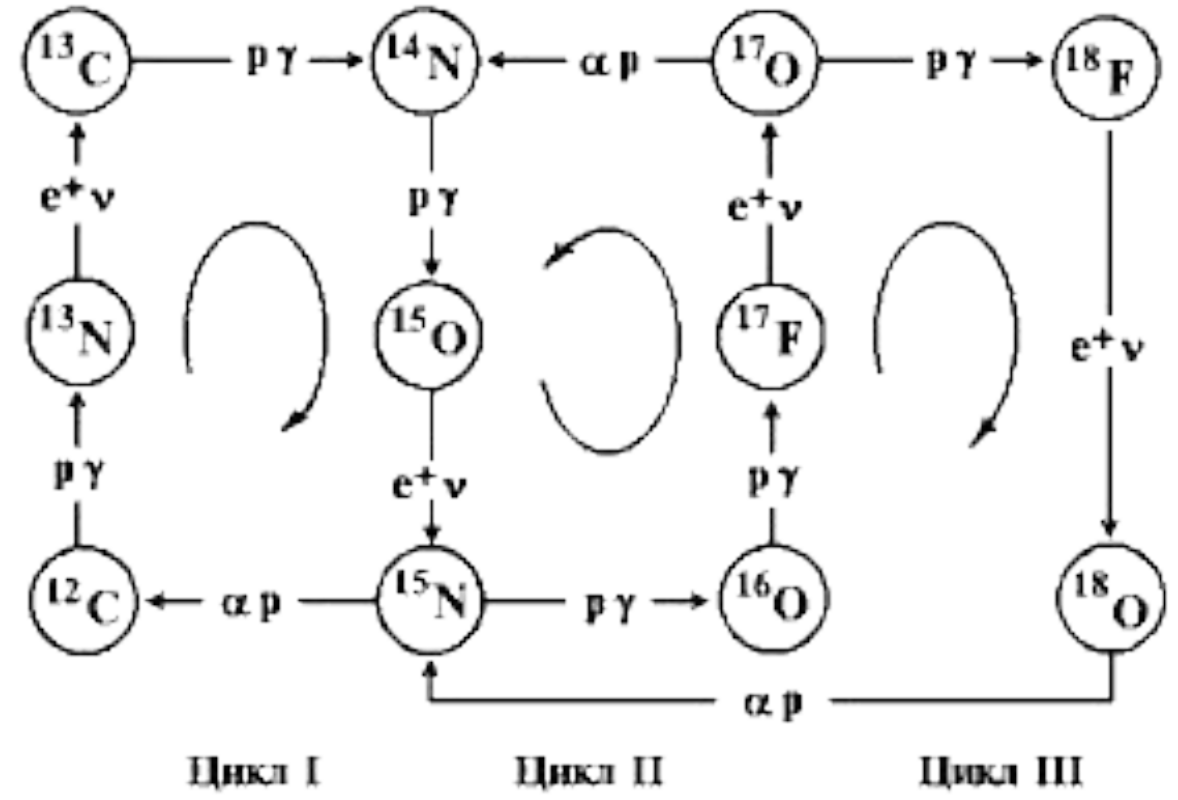 ¹³C p γ ¹⁴N α p ¹⁷O p γ ¹⁸F
e⁺ ν p γ e⁺ ν
¹³N ¹⁵O ¹⁷F e⁺ ν
p γ e⁺ ν p γ
¹²C α p ¹⁵N p γ ¹⁶O ¹⁸O
α p
Цикл I Цикл II Цикл III